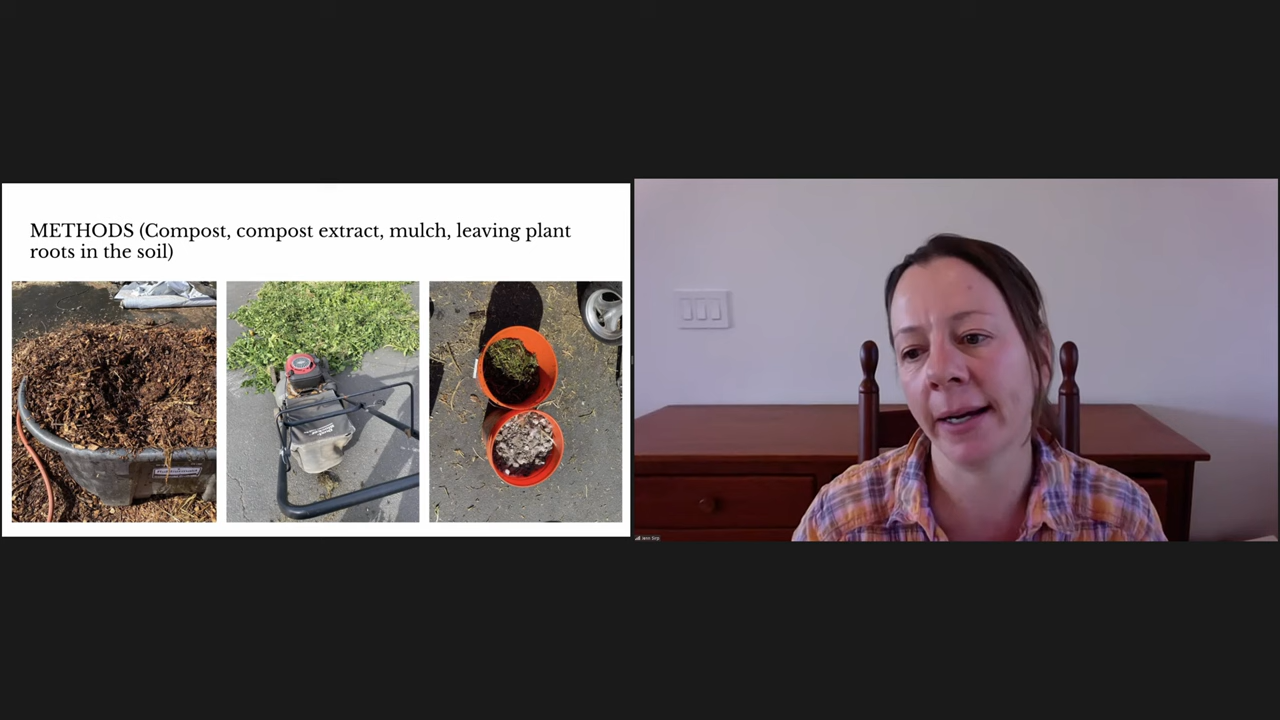 METHODS (Compost, compost extract, mulch, leaving plant
roots in the soil)